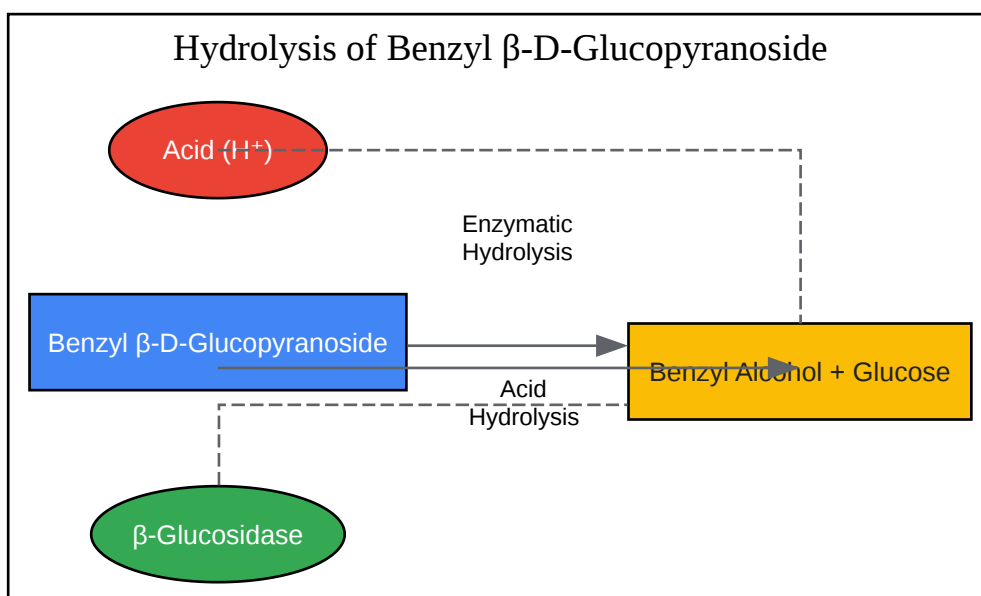 Hydrolysis of Benzyl β-D-Glucopyranoside
Acid (H⁺)
Enzymatic
Hydrolysis
Benzyl β-D-Glucopyranoside
Benzyl Alcohol + Glucose
Acid
Hydrolysis
β-Glucosidase